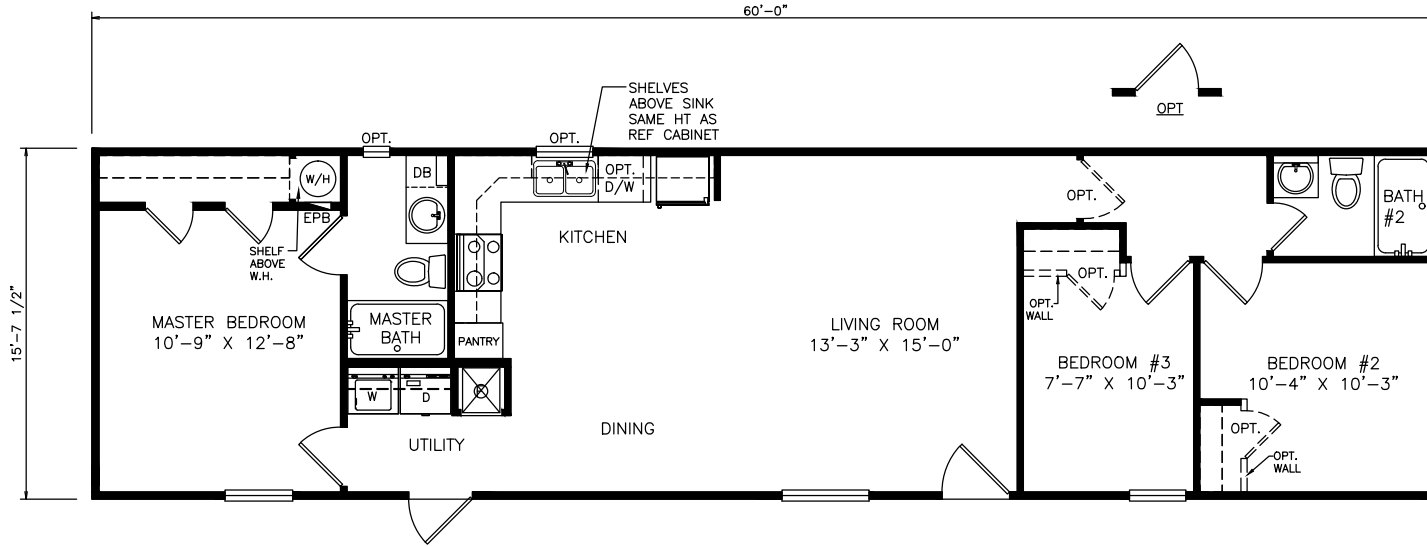 60'-0"
SHELVES
ABOVE SINK
SAME HT AS
REF CABINET
OPT
OPT.
OPT.
W/H
DB
OPT.
D/W
EPB
OPT.
BATH
#2
KITCHEN
SHELF
ABOVE
W.H.
OPT.
OPT.
WALL
15'-7 1/2"
MASTER BEDROOM
10'-9" X 12'-8"
MASTER
BATH
PANTRY
LIVING ROOM
13'-3" X 15'-0"
BEDROOM #3
7'-7" X 10'-3"
BEDROOM #2
10'-4" X 10'-3"
W
D
UTILITY
DINING
OPT.
OPT.
WALL